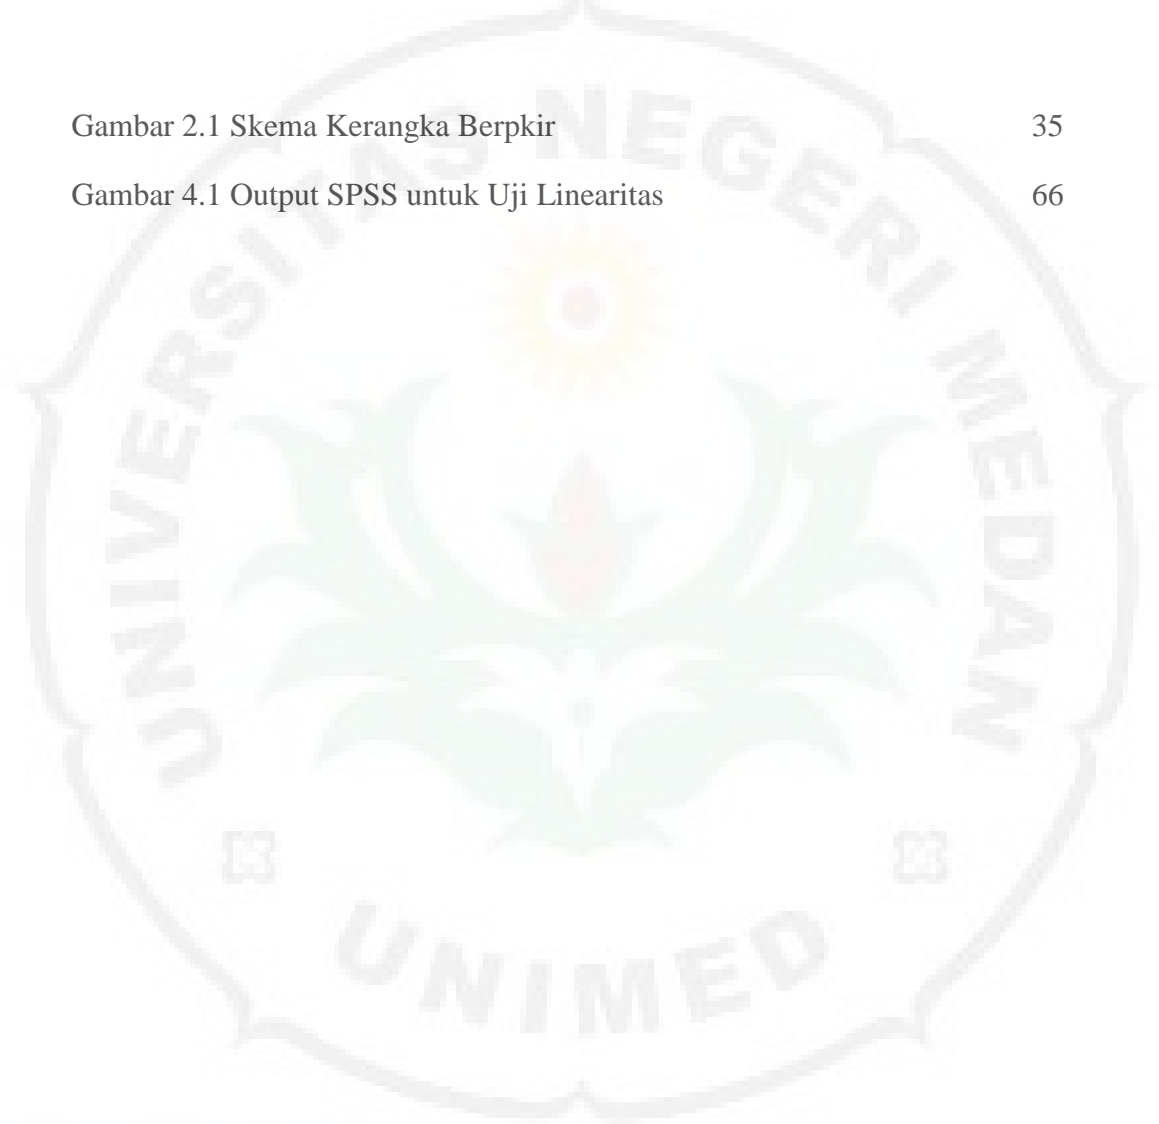 Gambar 2.1 Skema Kerangka Berpkir 35
Gambar 4.1 Output SPSS untuk Uji Linearitas 66
UNIVERSITAS NEGERI MEDAN
UNIMED